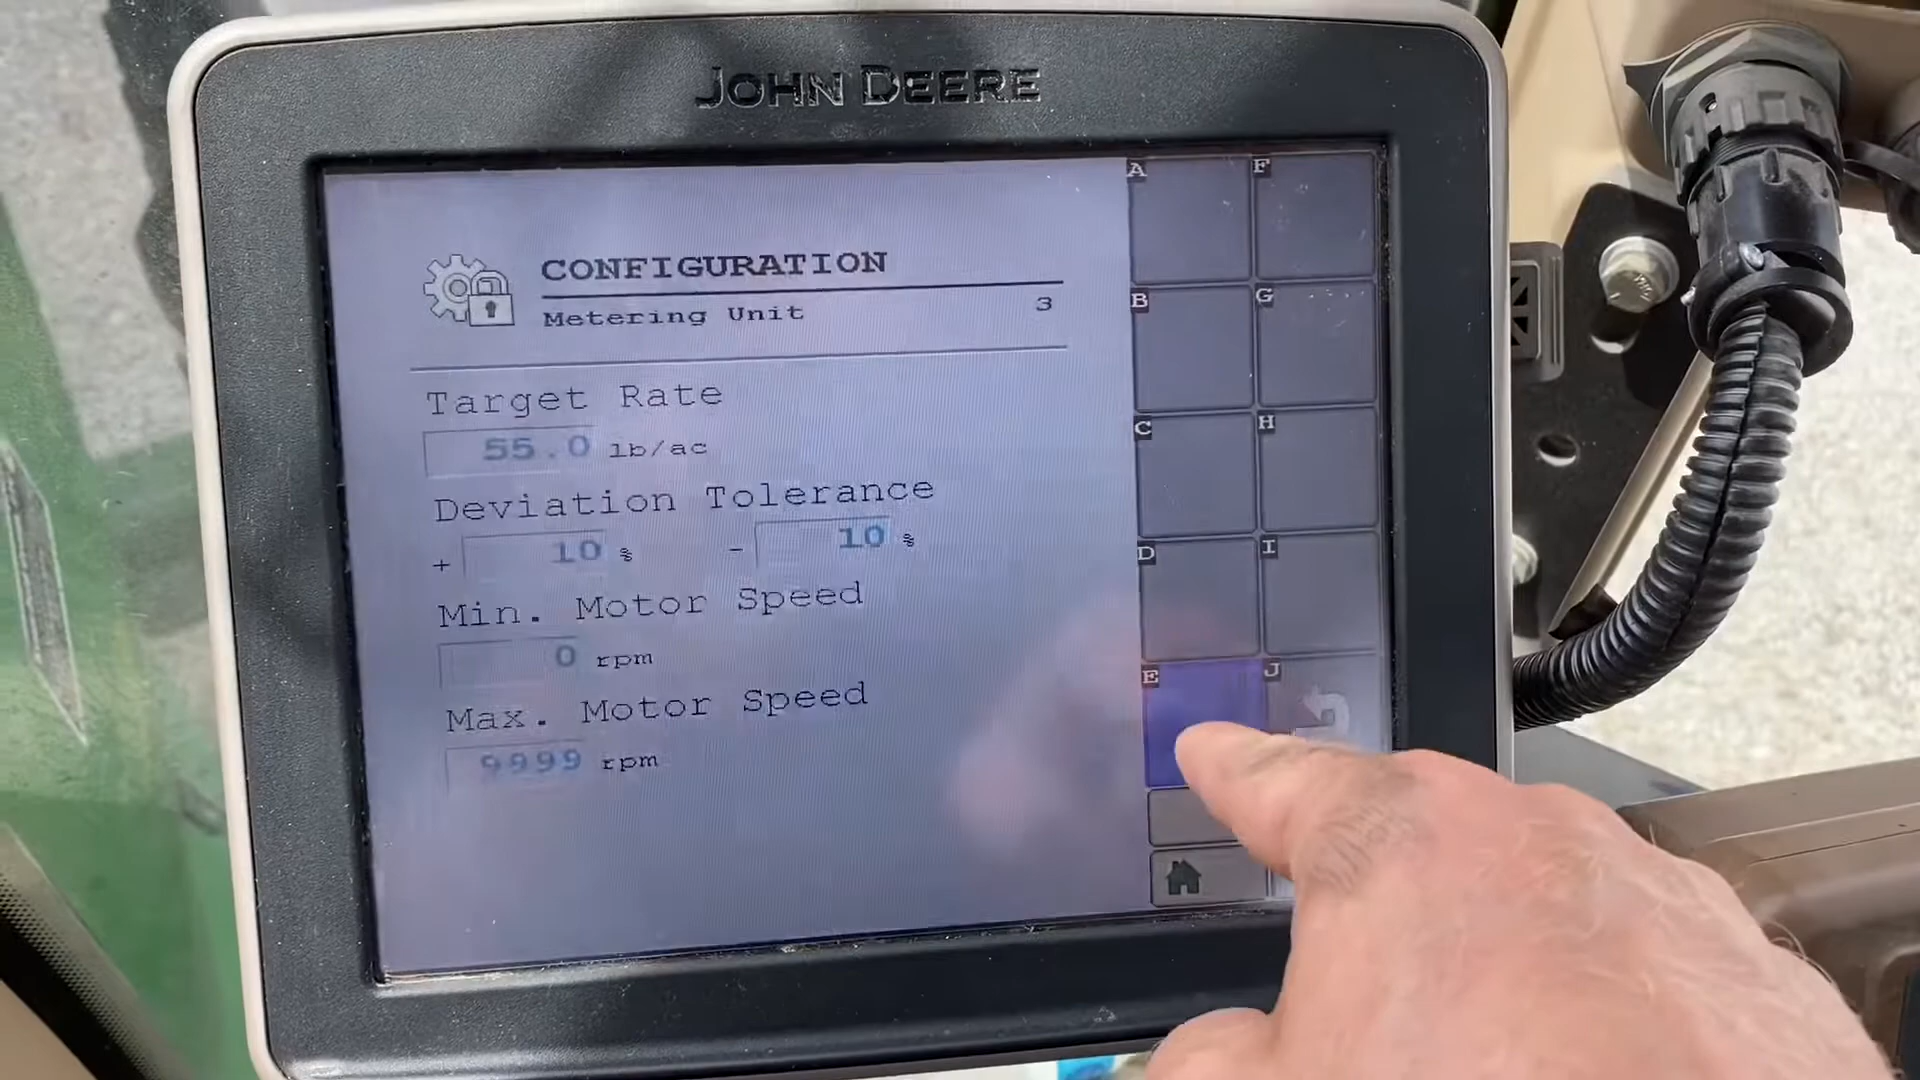 JOHN DEERE
CONFIGURATION
Metering Unit 3
Target Rate
55.0 lb/ac
Deviation Tolerance
+ 10 % - 10 %
Min. Motor Speed
0 rpm
Max. Motor Speed
9999 rpm
A F
B G
C H
D I
E J